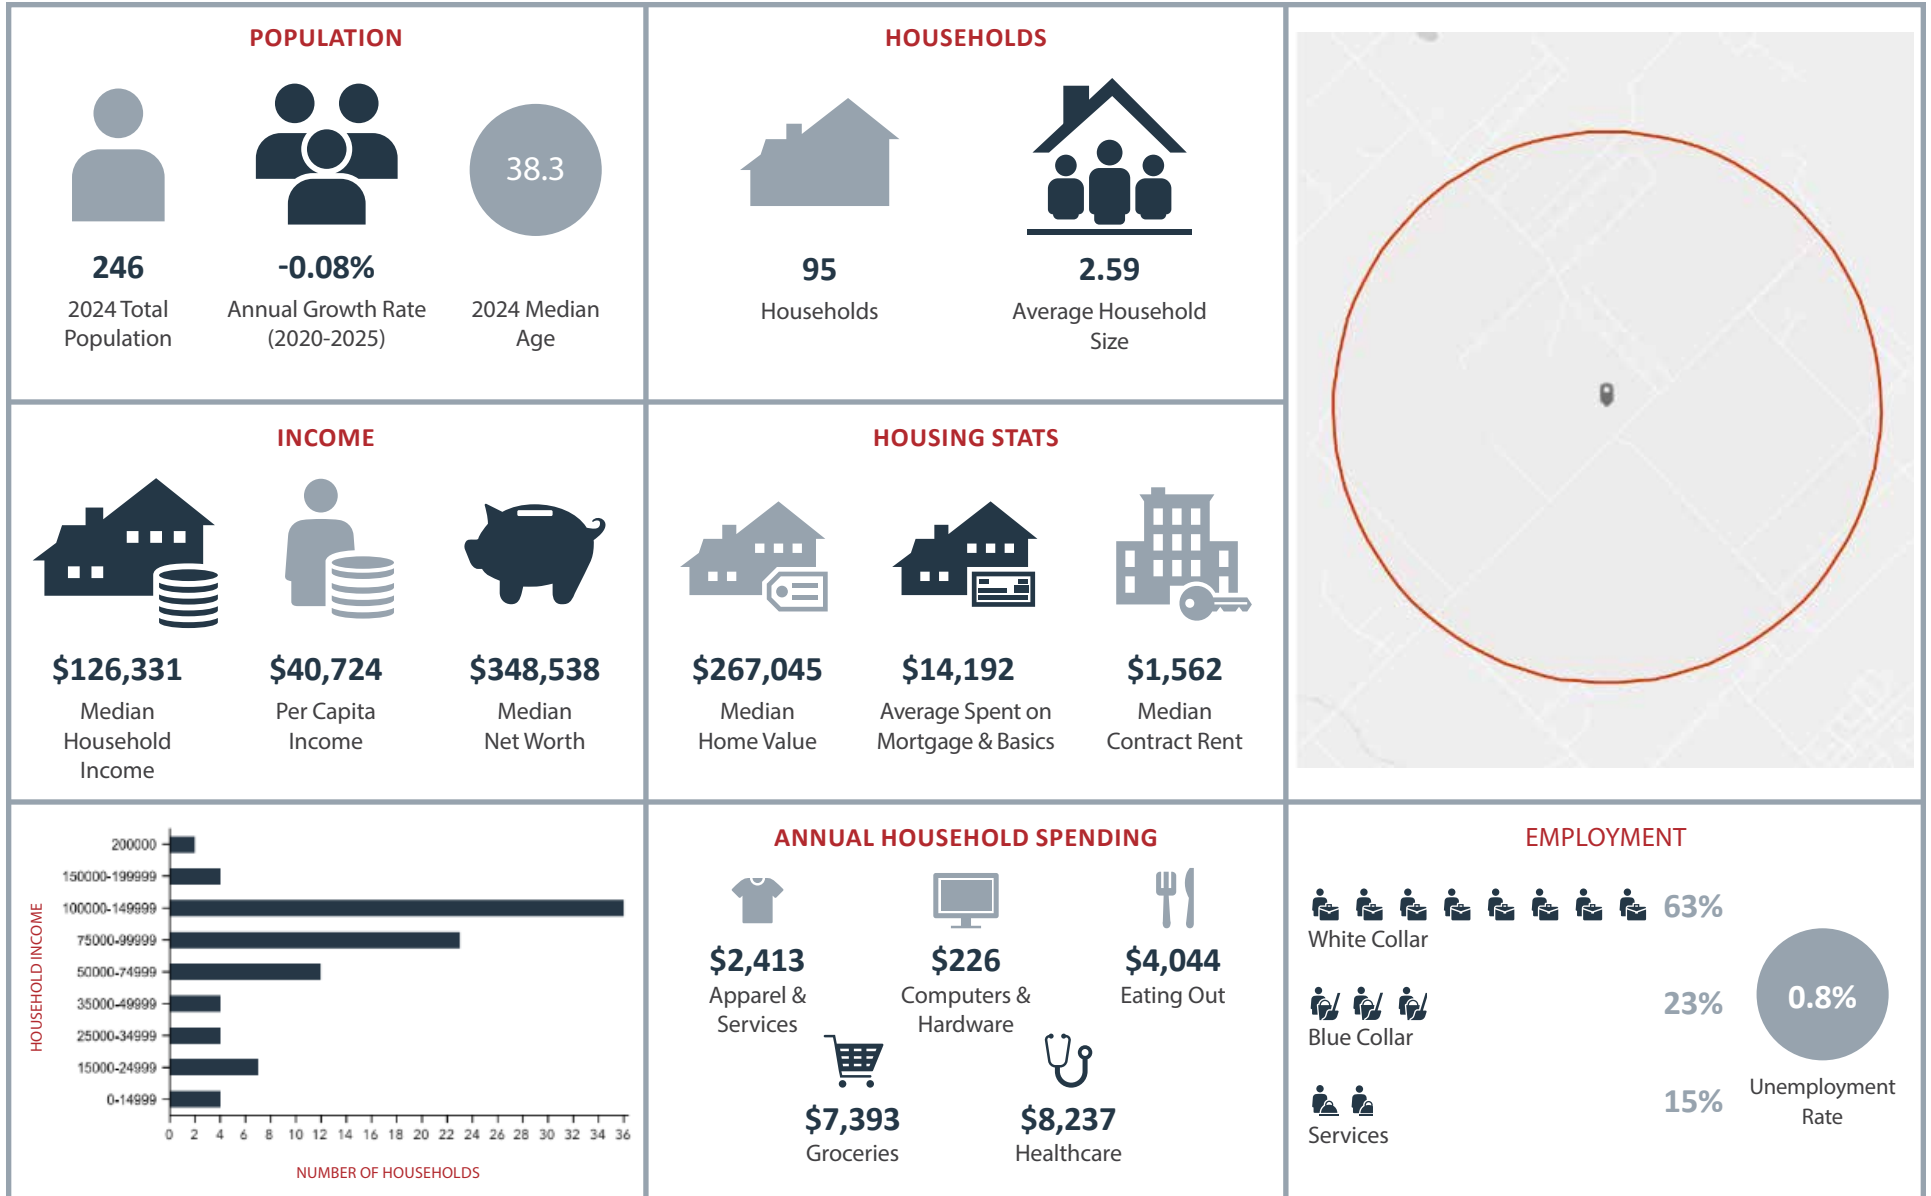 POPULATION
38.3
246
2024 Total
Population
-0.08%
Annual Growth Rate
(2020-2025)
2024 Median
Age
HOUSEHOLDS
95
Households
2.59
Average Household
Size
INCOME
$126,331
Median
Household
Income
$40,724
Per Capita
Income
$348,538
Median
Net Worth
HOUSING STATS
$267,045
Median
Home Value
$14,192
Average Spent on
Mortgage & Basics
$1,562
Median
Contract Rent
HOUSEHOLD INCOME
200000
150000-199999
100000-149999
75000-99999
50000-74999
35000-49999
25000-34999
15000-24999
0-14999
0 2 4 6 8 10 12 14 16 18 20 22 24 26 28 30 32 34 36
NUMBER OF HOUSEHOLDS
ANNUAL HOUSEHOLD SPENDING
$2,413
Apparel &
Services
$226
Computers &
Hardware
$4,044
Eating Out
$7,393
Groceries
$8,237
Healthcare
EMPLOYMENT
63%
White Collar
23%
Blue Collar
15%
Services
0.8%
Unemployment
Rate